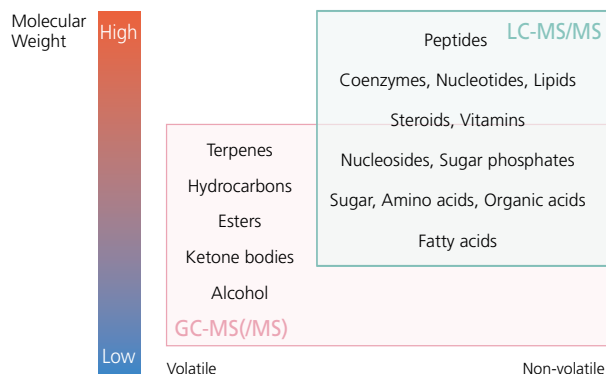 Molecular
Weight
High
LC-MS/MS
Peptides
Coenzymes, Nucleotides, Lipids
Steroids, Vitamins
Terpenes
Nucleosides, Sugar phosphates
Hydrocarbons
Sugar, Amino acids, Organic acids
Esters
Fatty acids
Ketone bodies
Alcohol
GC-MS(/MS)
Low
Volatile
Non-volatile